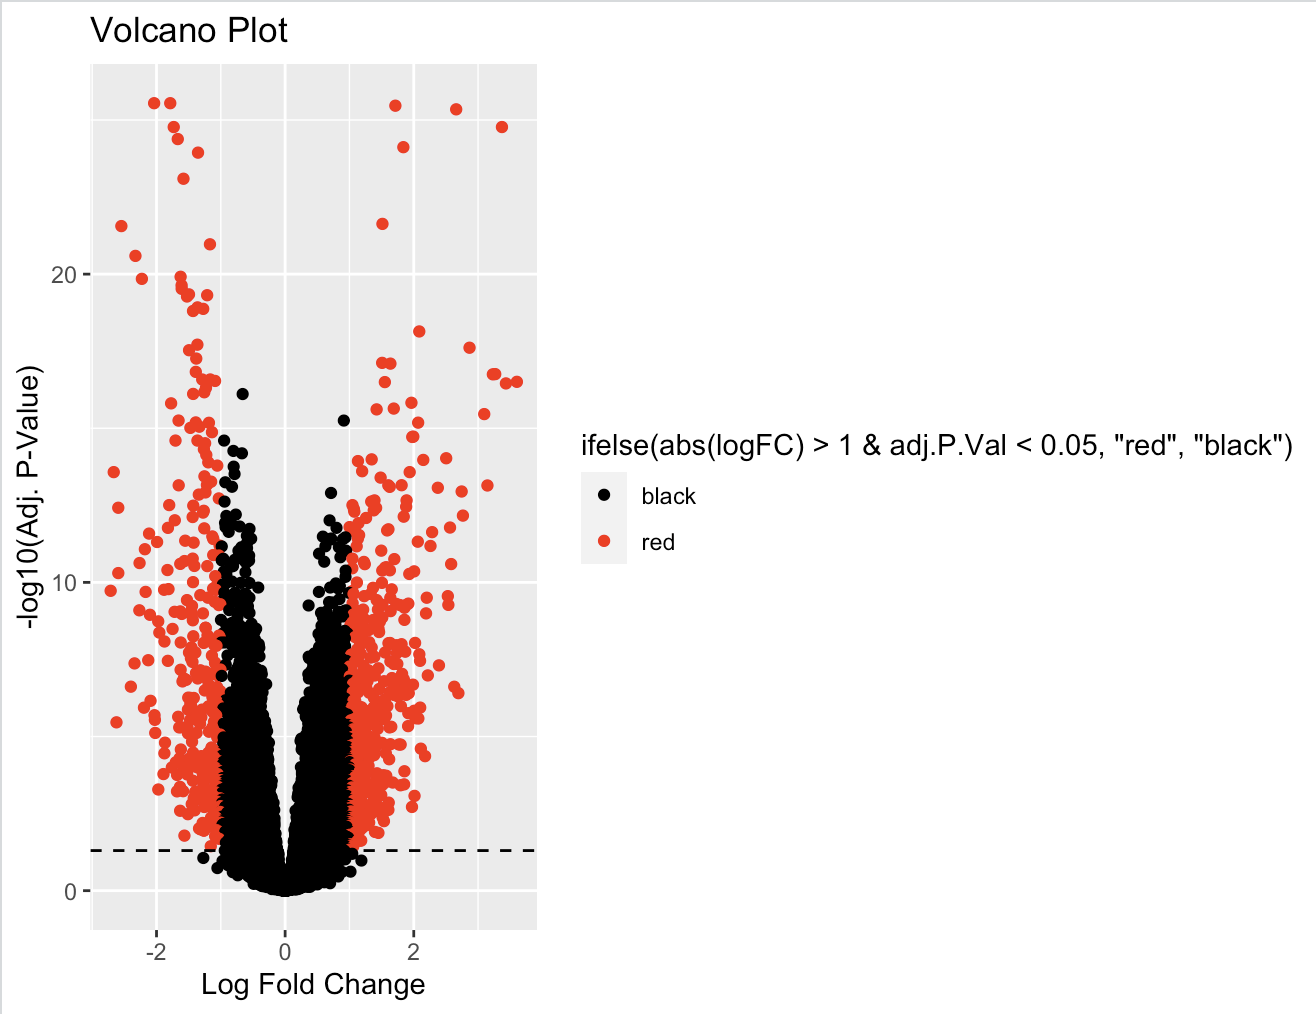 Volcano Plot
-log10(Adj. P-Value)
20
10
0
-2 0 2
Log Fold Change
ifelse(abs(logFC) > 1 & adj.P.Val < 0.05, "red", "black")
black
red